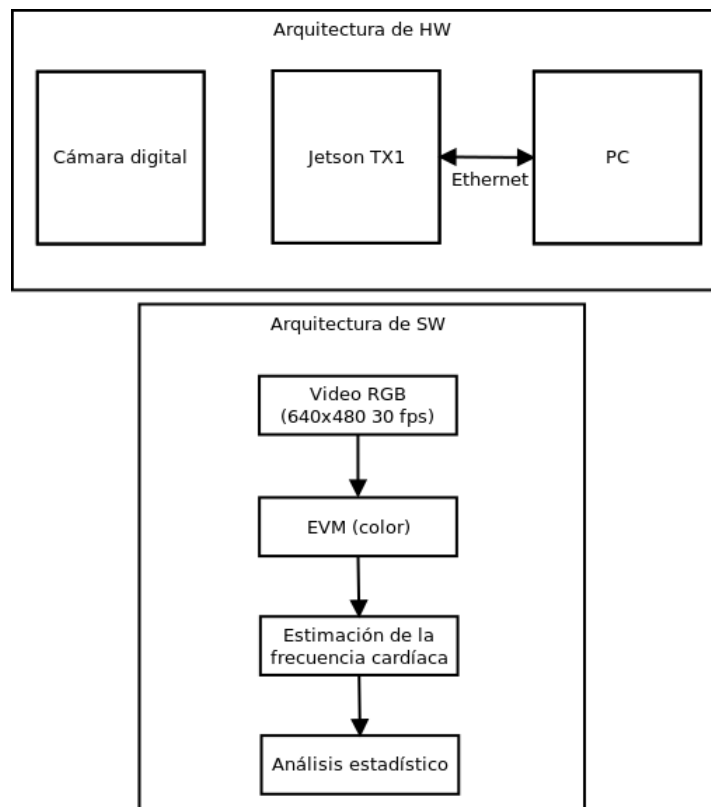 Arquitectura de HW
Cámara digital
Jetson TX1
Ethernet
PC
Arquitectura de SW
Video RGB
(640x480 30 fps)
EVM (color)
Estimación de la
frecuencia cardíaca
Análisis estadístico